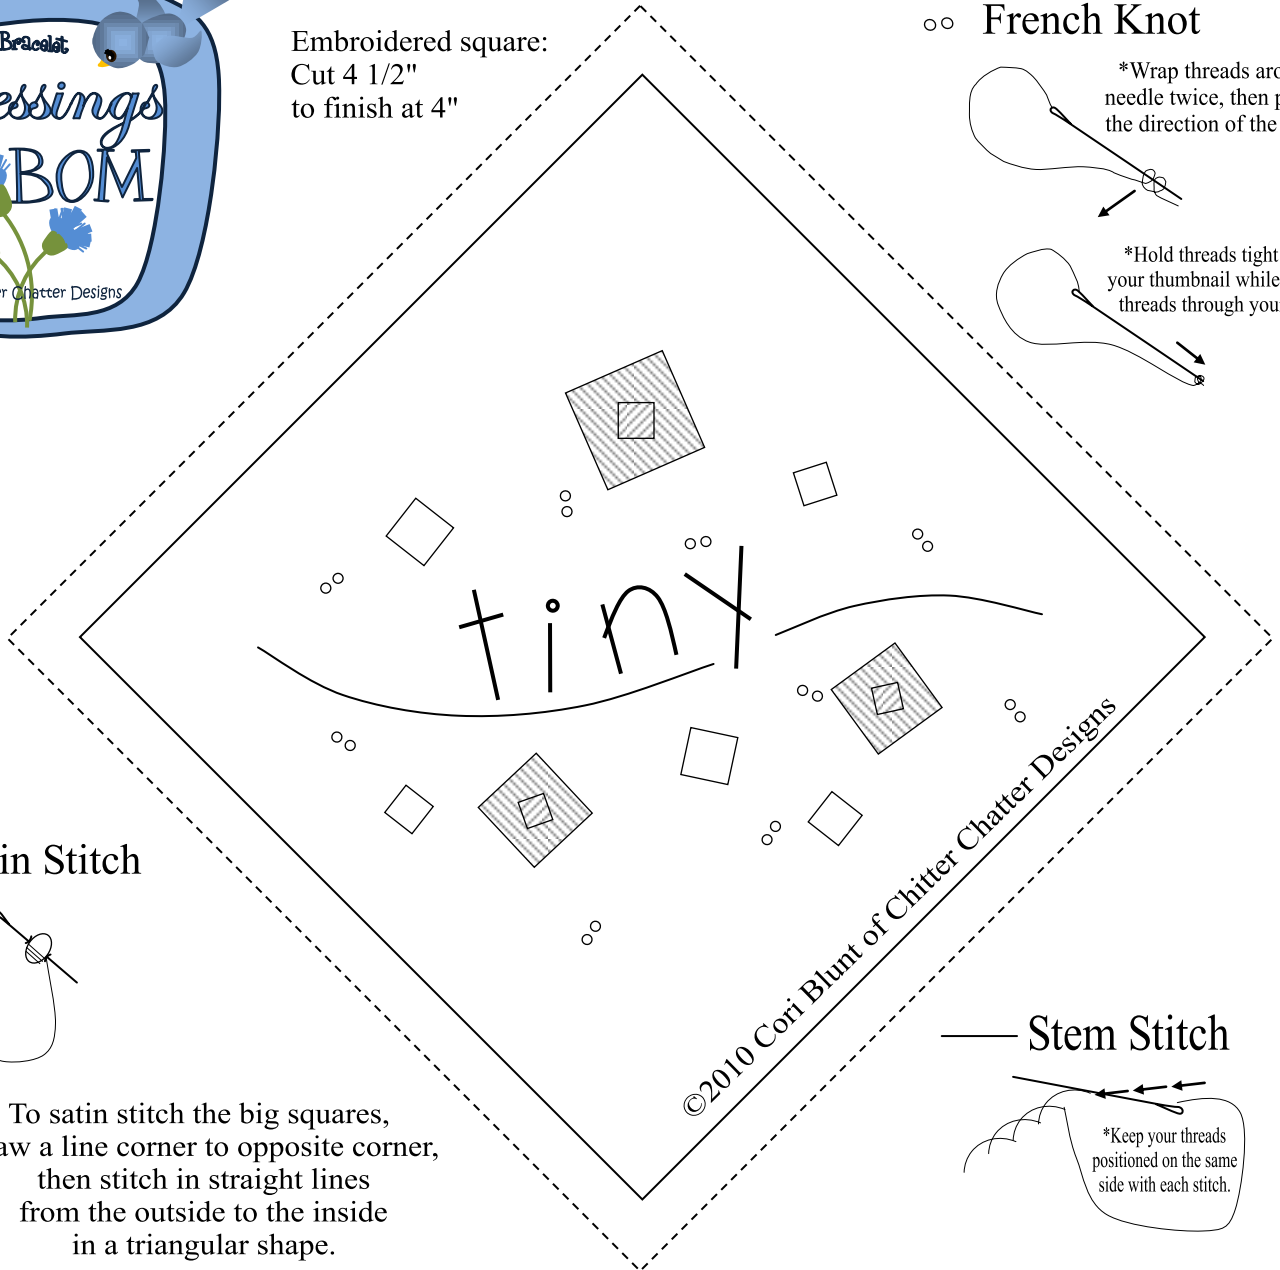 Bracelet
essings
BOM
Chatter Designs
Embroidered square:
Cut 4 1/2"
to finish at 4"
French Knot
*Wrap threads aro
needle twice, then p
the direction of the
*Hold threads tight
your thumbnail while
threads through your
tiny
©2010 Cori Blunt of Chitter Chatter Designs
in Stitch
To satin stitch the big squares,
aw a line corner to opposite corner,
then stitch in straight lines
from the outside to the inside
in a triangular shape.
Stem Stitch
*Keep your threads
positioned on the same
side with each stitch.